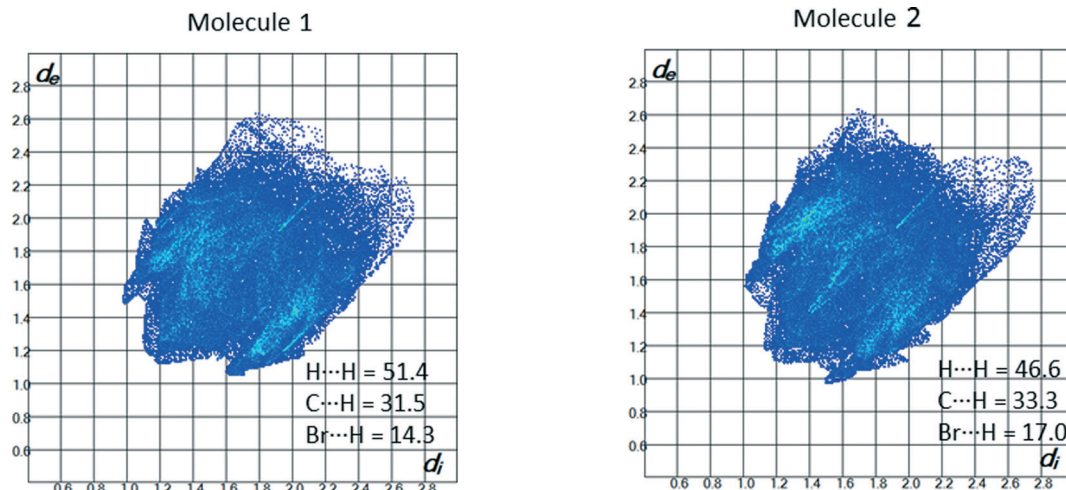 Molecule 1
de
2.8
2.6
2.4
2.2
2.0
1.8
1.6
1.4
1.2
1.0
0.8
0.6
H···H = 51.4
C···H = 31.5
Br···H = 14.3
di
0.6 0.8 1.0 1.2 1.4 1.6 1.8 2.0 2.2 2.4 2.6 2.8
Molecule 2
de
2.8
2.6
2.4
2.2
2.0
1.8
1.6
1.4
1.2
1.0
0.8
0.6
H···H = 46.6
C···H = 33.3
Br···H = 17.0
di
0.6 0.8 1.0 1.2 1.4 1.6 1.8 2.0 2.2 2.4 2.6 2.8